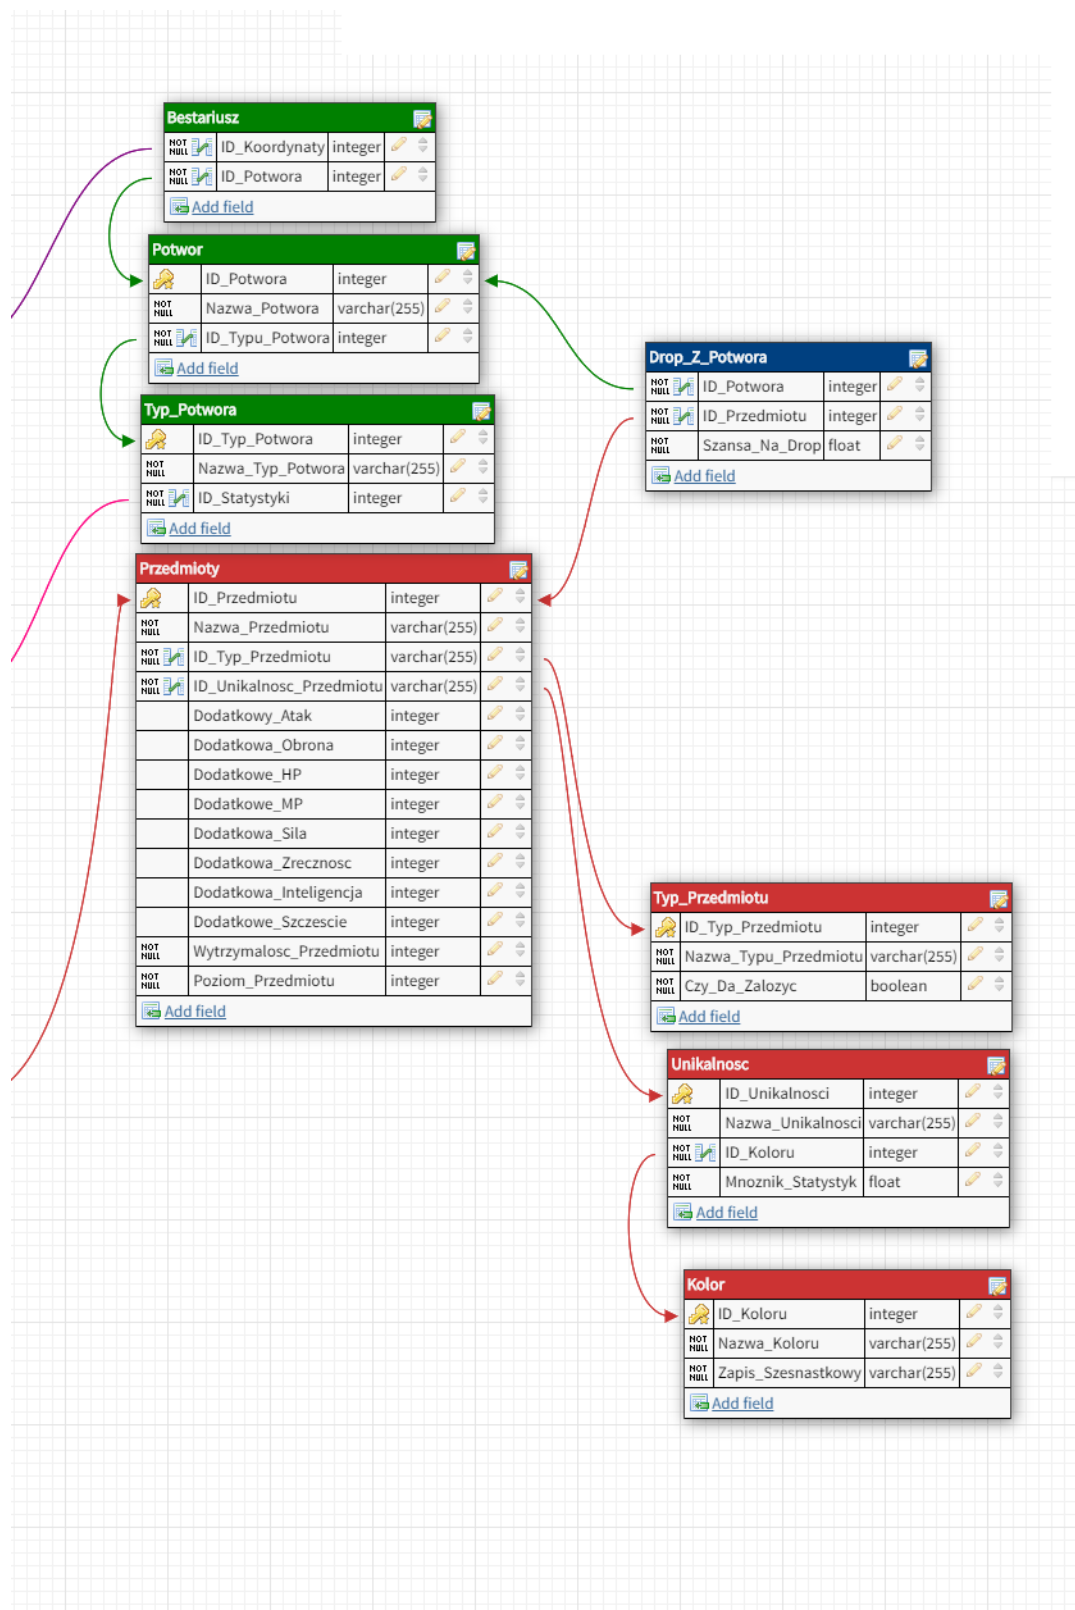 Bestariusz
NOT NULL ID_Koordynaty integer
NOT NULL ID_Potwora integer
Add field
Potwor
ID_Potwora integer
NOT NULL Nazwa_Potwora varchar(255)
NOT NULL ID_Typu_Potwora integer
Add field
Drop_Z_Potwora
NOT NULL ID_Potwora integer
NOT NULL ID_Przedmiotu integer
NOT NULL Szansa_Na_Drop float
Add field
Typ_Potwora
ID_Typ_Potwora integer
NOT NULL Nazwa_Typ_Potwora varchar(255)
NOT NULL ID_Statystyki integer
Add field
Przedmioty
ID_Przedmiotu integer
NOT NULL Nazwa_Przedmiotu varchar(255)
NOT NULL ID_Typ_Przedmiotu varchar(255)
NOT NULL ID_Unikalnosc_Przedmiotu varchar(255)
Dodatkowy_Atak integer
Dodatkowa_Obrona integer
Dodatkowe_HP integer
Dodatkowe_MP integer
Dodatkowa_Sila integer
Dodatkowa_Zrecznosc integer
Dodatkowa_Inteligencja integer
Dodatkowe_Szczescie integer
NOT NULL Wytrzymalosc_Przedmiotu integer
NOT NULL Poziom_Przedmiotu integer
Add field
Typ_Przedmiotu
ID_Typ_Przedmiotu integer
NOT NULL Nazwa_Typu_Przedmiotu varchar(255)
NOT NULL Czy_Da_Zalozyc boolean
Add field
Unikalnosc
ID_Unikalnosci integer
NOT NULL Nazwa_Unikalnosci varchar(255)
NOT NULL ID_Koloru integer
NOT NULL Mnoznik_Statystyk float
Add field
Kolor
ID_Koloru integer
NOT NULL Nazwa_Koloru varchar(255)
NOT NULL Zapis_Szesnastkowy varchar(255)
Add field